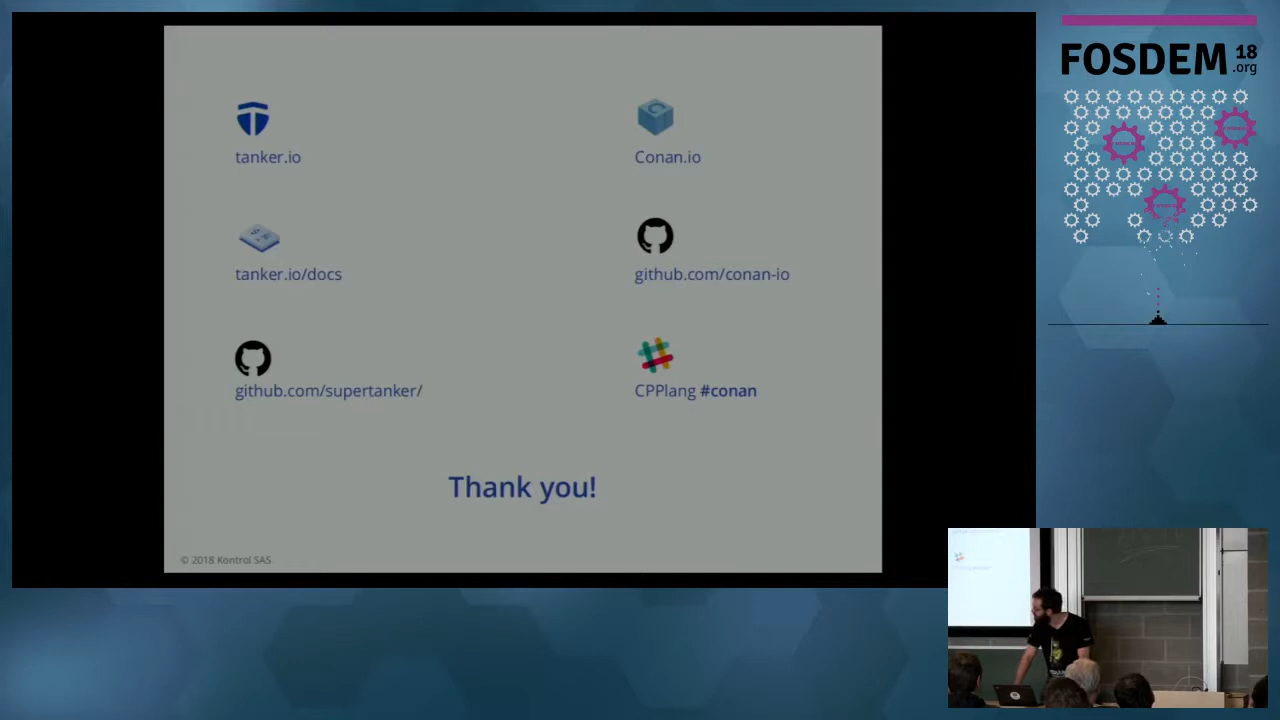 tanker.io
Conan.io
tanker.io/docs
github.com/conan-io
github.com/supertanker/
CPPlang #conan
Thank you!
© 2018 Kontrol SAS
FOSDEM 18
.org